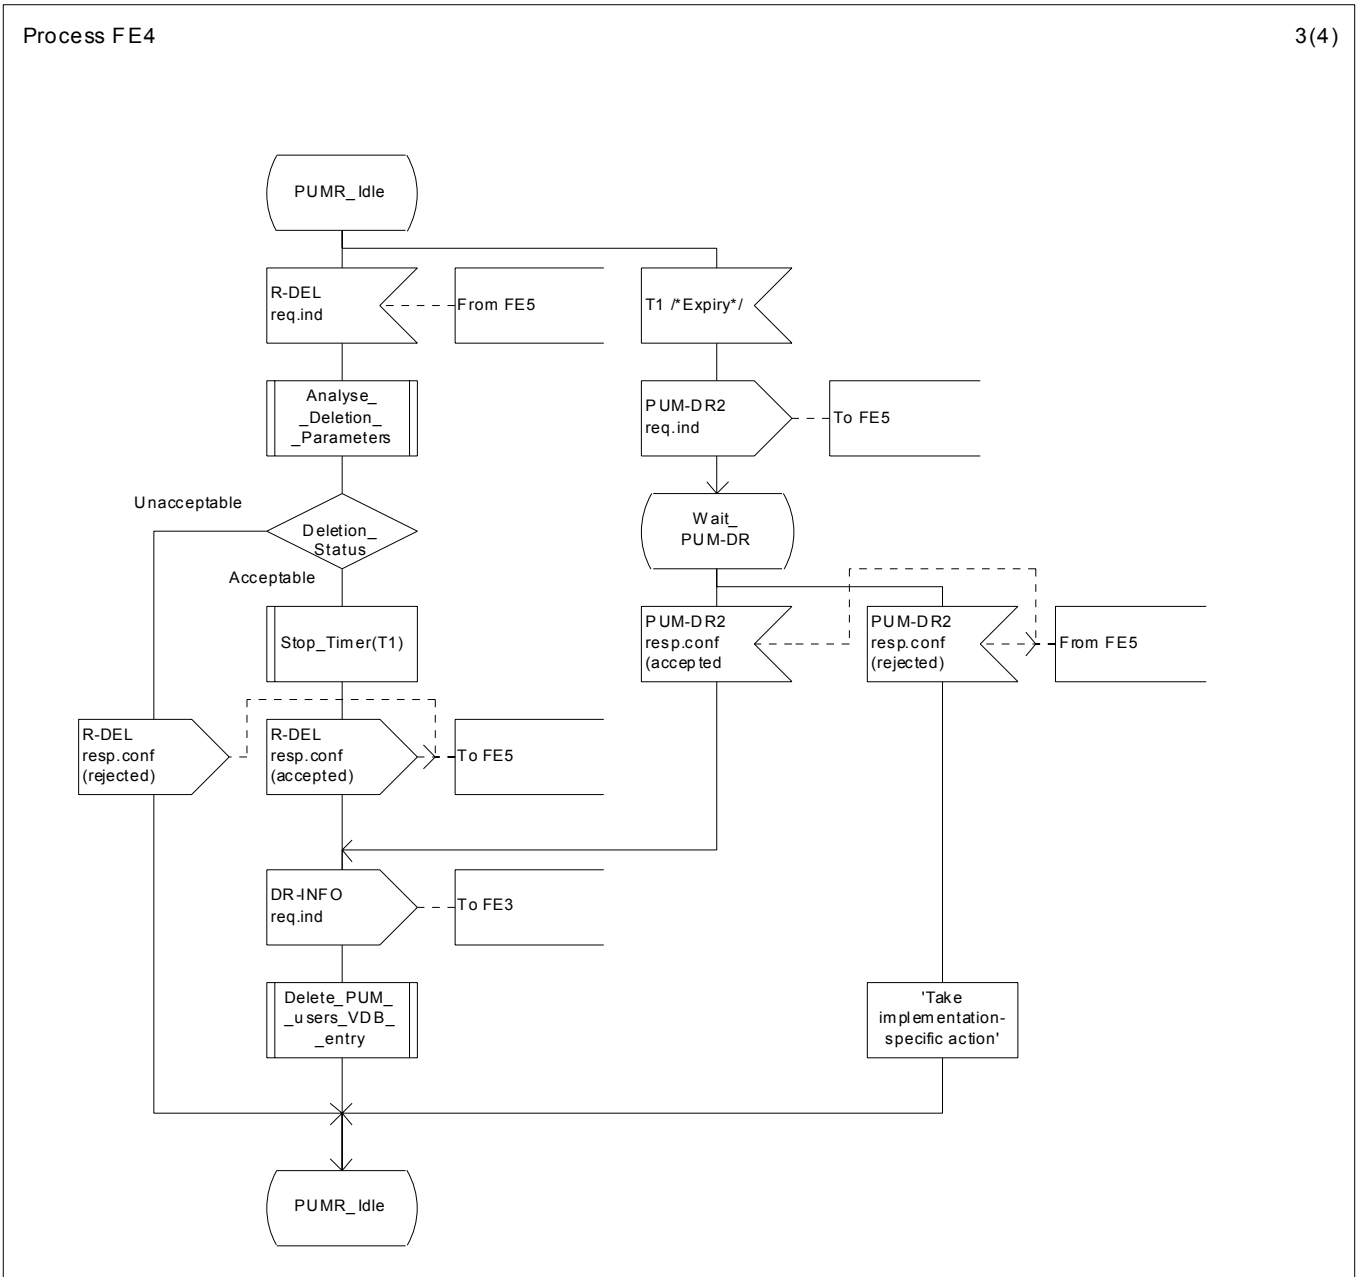 Process FE4
3(4)
PUMR_Idle
R-DEL
req.ind
From FE5
T1 /*Expiry*/
Analyse_
_Deletion_
_Parameters
PUM-DR2
req.ind
To FE5
Unacceptable
Deletion_
Status
Acceptable
Wait_
PUM-DR
Stop_Timer(T1)
PUM-DR2
resp.conf
(accepted
PUM-DR2
resp.conf
(rejected)
From FE5
R-DEL
resp.conf
(rejected)
R-DEL
resp.conf
(accepted)
To FE5
DR-INFO
req.ind
To FE3
Delete_PUM_
_users_VDB_
_entry
'Take
implementation-
specific action'
PUMR_Idle